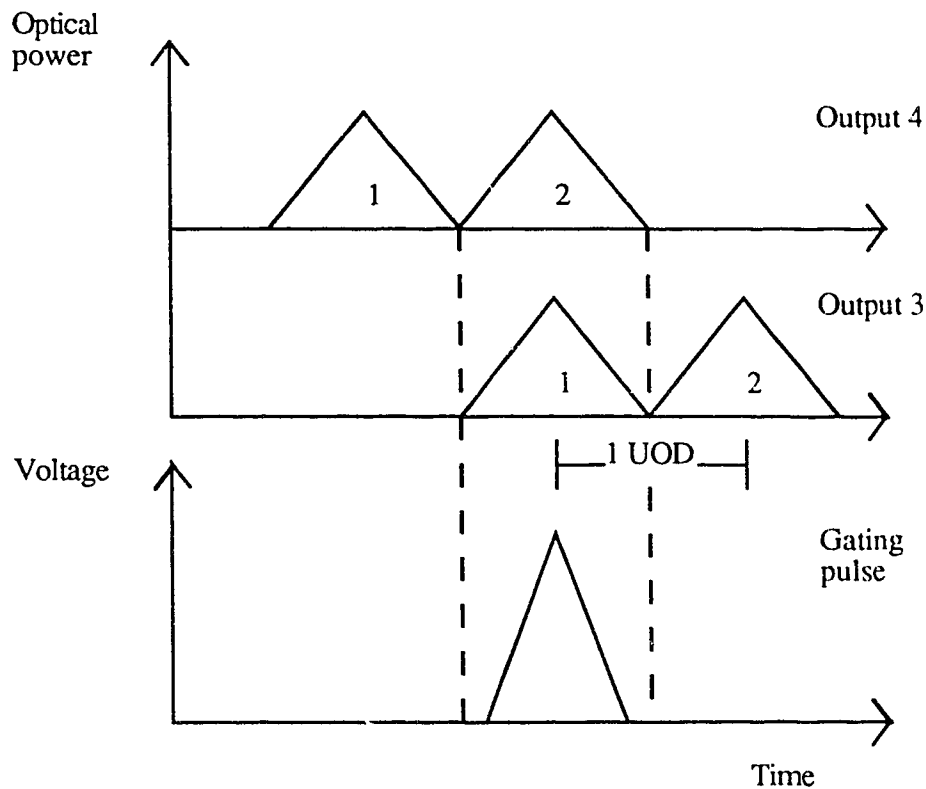 Optical
power
Output 4
1
2
Output 3
1
2
1 UOD
Voltage
Gating
pulse
Time